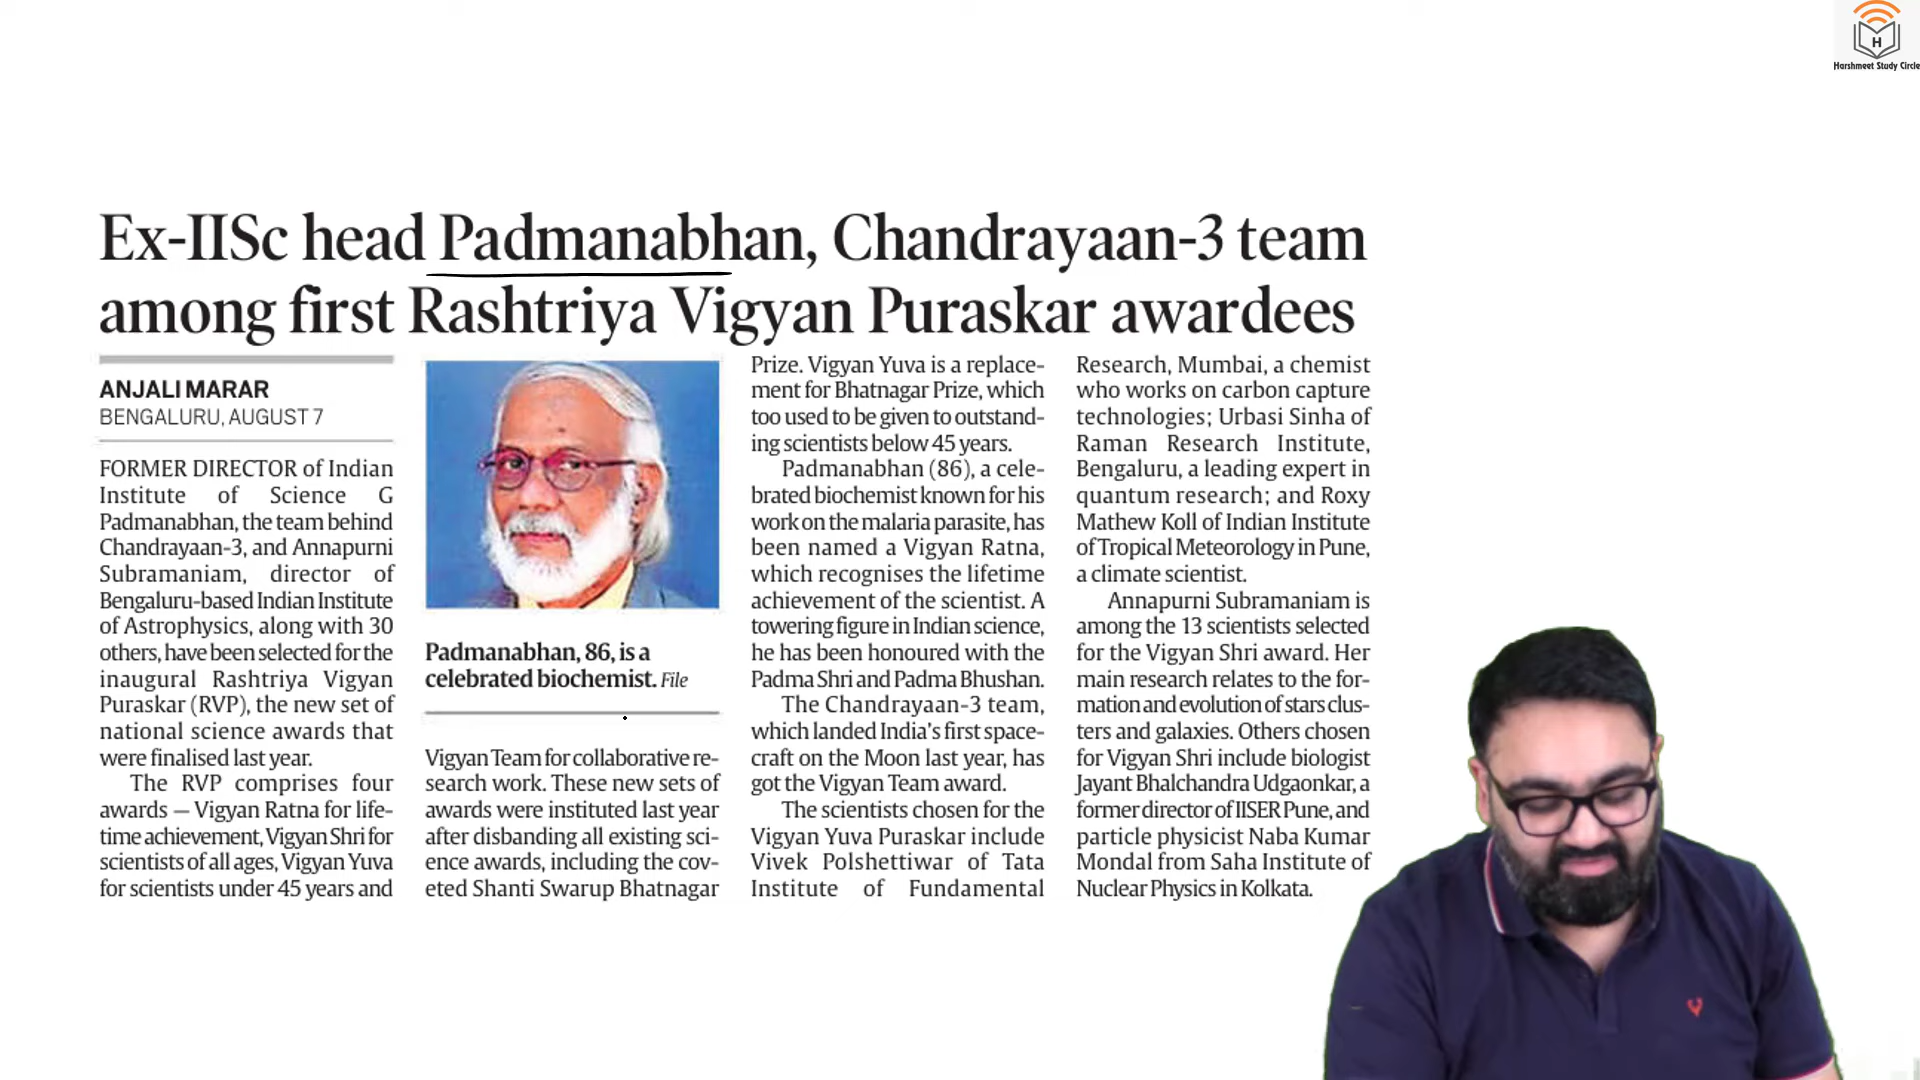 H
Harshmeet Study Circle
Ex-IISc head Padmanabhan, Chandrayaan-3 team
among first Rashtriya Vigyan Puraskar awardees
ANJALI MARAR
BENGALURU, AUGUST 7
FORMER DIRECTOR of Indian
Institute of Science G
Padmanabhan, the team behind
Chandrayaan-3, and Annapurni
Subramaniam, director of
Bengaluru-based Indian Institute
of Astrophysics, along with 30
others, have been selected for the
inaugural Rashtriya Vigyan
Puraskar (RVP), the new set of
national science awards that
were finalised last year.
The RVP comprises four
awards — Vigyan Ratna for life-
time achievement, Vigyan Shri for
scientists of all ages, Vigyan Yuva
for scientists under 45 years and
Padmanabhan, 86, is a
celebrated biochemist. File
Vigyan Team for collaborative re-
search work. These new sets of
awards were instituted last year
after disbanding all existing sci-
ence awards, including the cov-
eted Shanti Swarup Bhatnagar
Prize. Vigyan Yuva is a replace-
ment for Bhatnagar Prize, which
too used to be given to outstand-
ing scientists below 45 years.
Padmanabhan (86), a cele-
brated biochemist known for his
work on the malaria parasite, has
been named a Vigyan Ratna,
which recognises the lifetime
achievement of the scientist. A
towering figure in Indian science,
he has been honoured with the
Padma Shri and Padma Bhushan.
The Chandrayaan-3 team,
which landed India's first space-
craft on the Moon last year, has
got the Vigyan Team award.
The scientists chosen for the
Vigyan Yuva Puraskar include
Vivek Polshettiwar of Tata
Institute of Fundamental
Research, Mumbai, a chemist
who works on carbon capture
technologies; Urbasi Sinha of
Raman Research Institute,
Bengaluru, a leading expert in
quantum research; and Roxy
Mathew Koll of Indian Institute
of Tropical Meteorology in Pune,
a climate scientist.
Annapurni Subramaniam is
among the 13 scientists selected
for the Vigyan Shri award. Her
main research relates to the for-
mation and evolution of stars clus-
ters and galaxies. Others chosen
for Vigyan Shri include biologist
Jayant Bhalchandra Udgaonkar, a
former director of IISER Pune, and
particle physicist Naba Kumar
Mondal from Saha Institute of
Nuclear Physics in Kolkata.